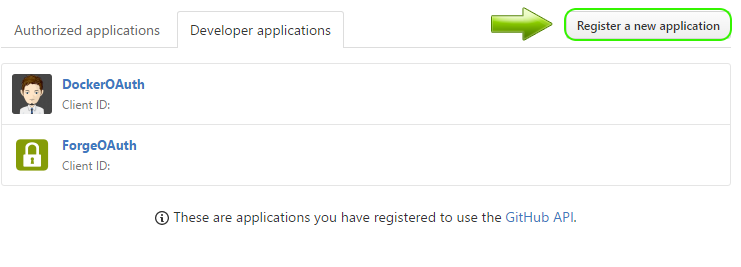 Authorized applications
Developer applications
Register a new application
DockerOAuth
Client ID:
ForgeOAuth
Client ID:
These are applications you have registered to use the GitHub API.